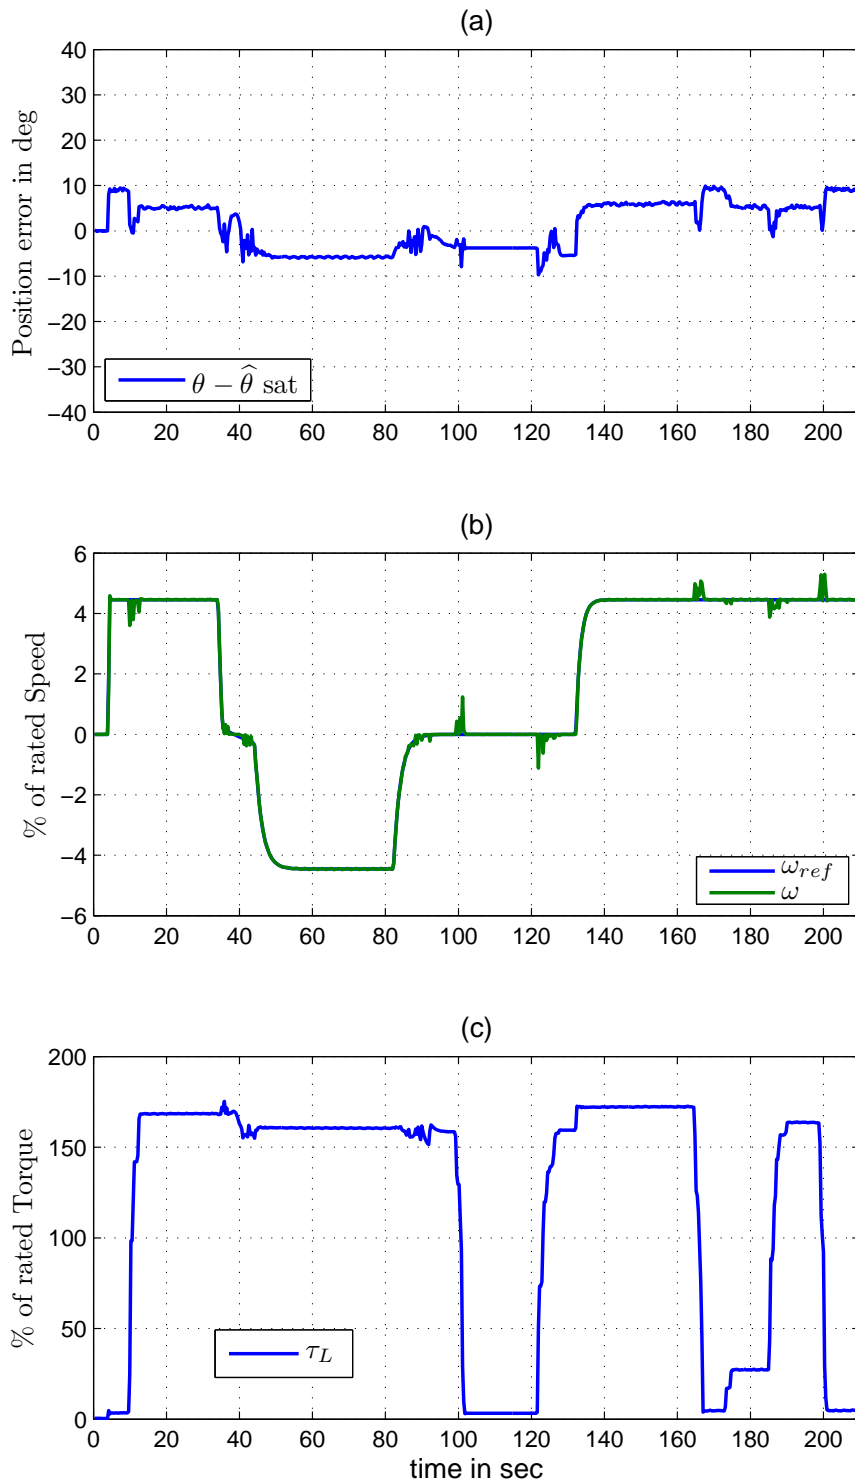 (a)
Position error in deg
40
30
20
10
0
−10
−20
−30
−40
θ − θ̂ sat
0 20 40 60 80 100 120 140 160 180 200
(b)
% of rated Speed
6
4
2
0
−2
−4
−6
ω_ref
ω
0 20 40 60 80 100 120 140 160 180 200
(c)
% of rated Torque
200
150
100
50
0
τ_L
0 20 40 60 80 100 120 140 160 180 200
time in sec